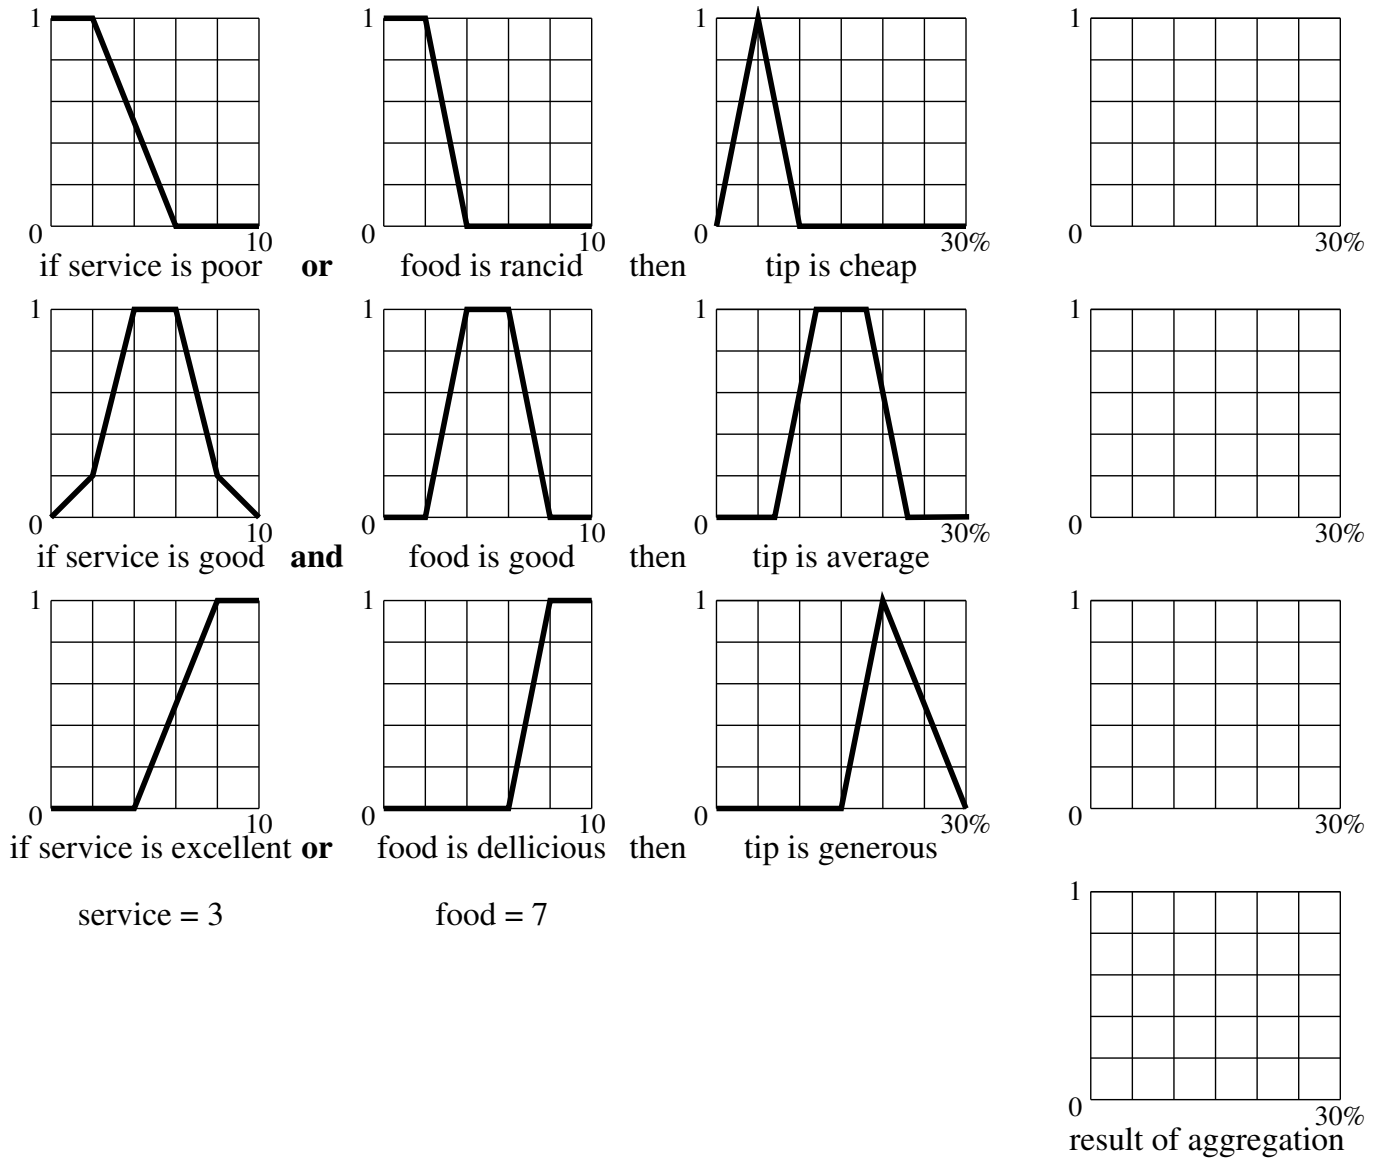 1 1 1 1
0 10 0 10 0 30% 0 30%
if service is poor or food is rancid then tip is cheap
1 1 1 1
0 10 0 10 0 30% 0 30%
if service is good and food is good then tip is average
1 1 1 1
0 10 0 10 0 30% 0 30%
if service is excellent or food is dellicious then tip is generous
1
service = 3 food = 7
0 30%
result of aggregation